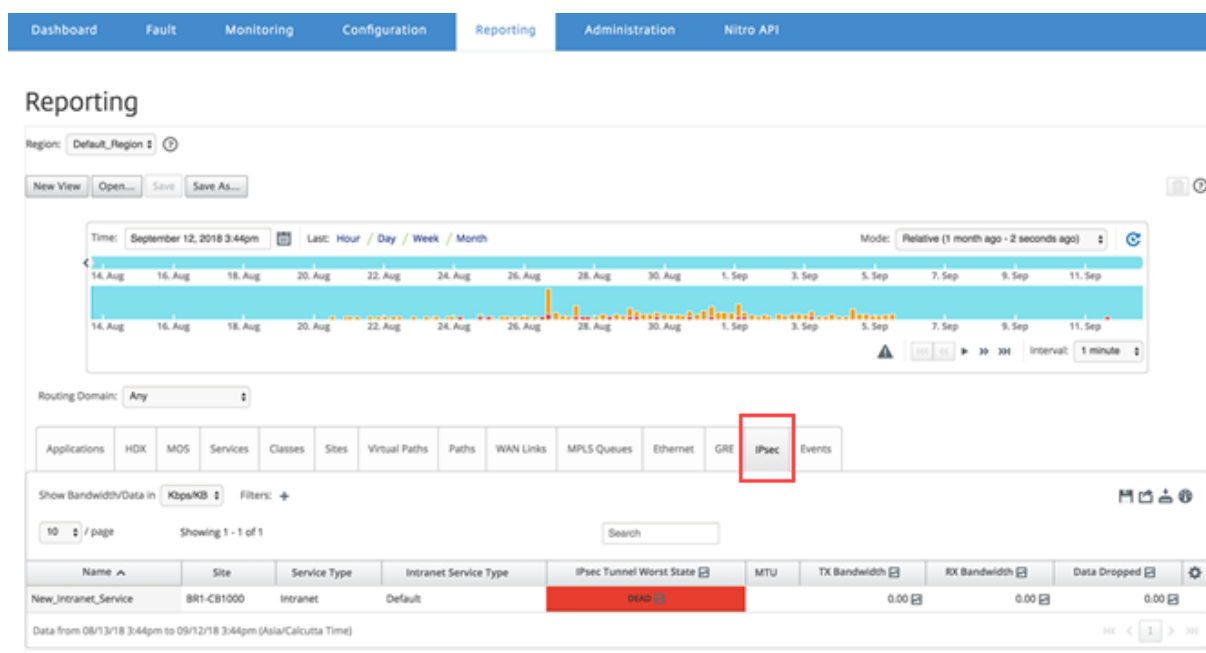 Dashboard Fault Monitoring Configuration Reporting Administration Nitro API
Reporting
Region: Default_Region
New View Open... Save Save As...
Time: September 12, 2018 3:44pm Last: Hour / Day / Week / Month Mode: Relative (1 month ago - 2 seconds ago)
14. Aug 16. Aug 18. Aug 20. Aug 22. Aug 24. Aug 26. Aug 28. Aug 30. Aug 1. Sep 3. Sep 5. Sep 7. Sep 9. Sep 11. Sep
14. Aug 16. Aug 18. Aug 20. Aug 22. Aug 24. Aug 26. Aug 28. Aug 30. Aug 1. Sep 3. Sep 5. Sep 7. Sep 9. Sep 11. Sep
Interval: 1 minute
Routing Domain: Any
Applications HDX MOS Services Classes Sites Virtual Paths Paths WAN Links MPLS Queues Ethernet GRE IPsec Events
Show Bandwidth/Data in Kbps/KB Filters: +
10 / page Showing 1 - 1 of 1 Search
Name Site Service Type Intranet Service Type IPsec Tunnel Worst State MTU TX Bandwidth RX Bandwidth Data Dropped
New_Intranet_Service BR1-CB1000 Intranet Default DEAD 0.00 0.00 0.00
Data from 08/13/18 3:44pm to 09/12/18 3:44pm (Asia/Calcutta Time) 1